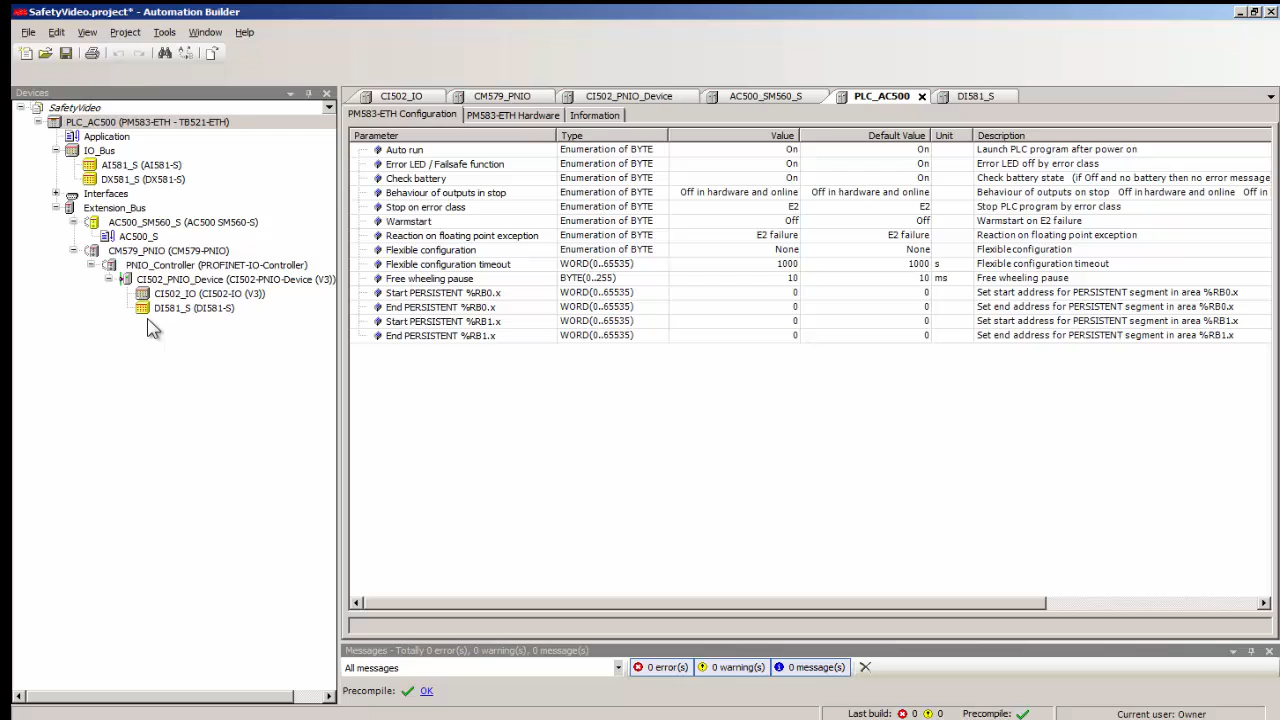 SafetyVideo.project* - Automation Builder
File Edit View Project Tools Window Help
Devices
SafetyVideo
PLC_AC500 (PM583-ETH - TB521-ETH)
Application
IO_Bus
AI581_S (AI581-S)
DX581_S (DX581-S)
Interfaces
Extension_Bus
AC500_SM560_S (AC500 SM560-S)
AC500_S
CM579_PNIO (CM579-PNIO)
PNIO_Controller (PROFINET-IO-Controller)
CI502_PNIO_Device (CI502-PNIO-Device (V3))
CI502_IO (CI502-IO (V3))
DI581_S (DI581-S)
CI502_IO CM579_PNIO CI502_PNIO_Device AC500_SM560_S PLC_AC500 DI581_S
PM583-ETH Configuration PM583-ETH Hardware Information
Parameter Type Value Default Value Unit Description
Auto run Enumeration of BYTE On On Launch PLC program after power on
Error LED / Failsafe function Enumeration of BYTE On On Error LED off by error class
Check battery Enumeration of BYTE On On Check battery state (if Off and no battery then no error message
Behaviour of outputs in stop Enumeration of BYTE Off in hardware and online Off in hardware and online Behaviour of outputs on stop Off in hardware and online Off in
Stop on error class Enumeration of BYTE E2 E2 Stop PLC program by error class
Warmstart Enumeration of BYTE Off Off Warmstart on E2 failure
Reaction on floating point exception Enumeration of BYTE E2 failure E2 failure Reaction on floating point exception
Flexible configuration Enumeration of BYTE None None Flexible configuration
Flexible configuration timeout WORD(0..65535) 1000 1000 s Flexible configuration timeout
Free wheeling pause BYTE(0..255) 10 10 ms Free wheeling pause
Start PERSISTENT %RB0.x WORD(0..65535) 0 0 Set start address for PERSISTENT segment in area %RB0.x
End PERSISTENT %RB0.x WORD(0..65535) 0 0 Set end address for PERSISTENT segment in area %RB0.x
Start PERSISTENT %RB1.x WORD(0..65535) 0 0 Set start address for PERSISTENT segment in area %RB1.x
End PERSISTENT %RB1.x WORD(0..65535) 0 0 Set end address for PERSISTENT segment in area %RB1.x
Messages - Totally 0 error(s), 0 warning(s), 0 message(s)
All messages 0 error(s) 0 warning(s) 0 message(s)
Precompile: OK
Last build: 0 0 Precompile: Current user: Owner